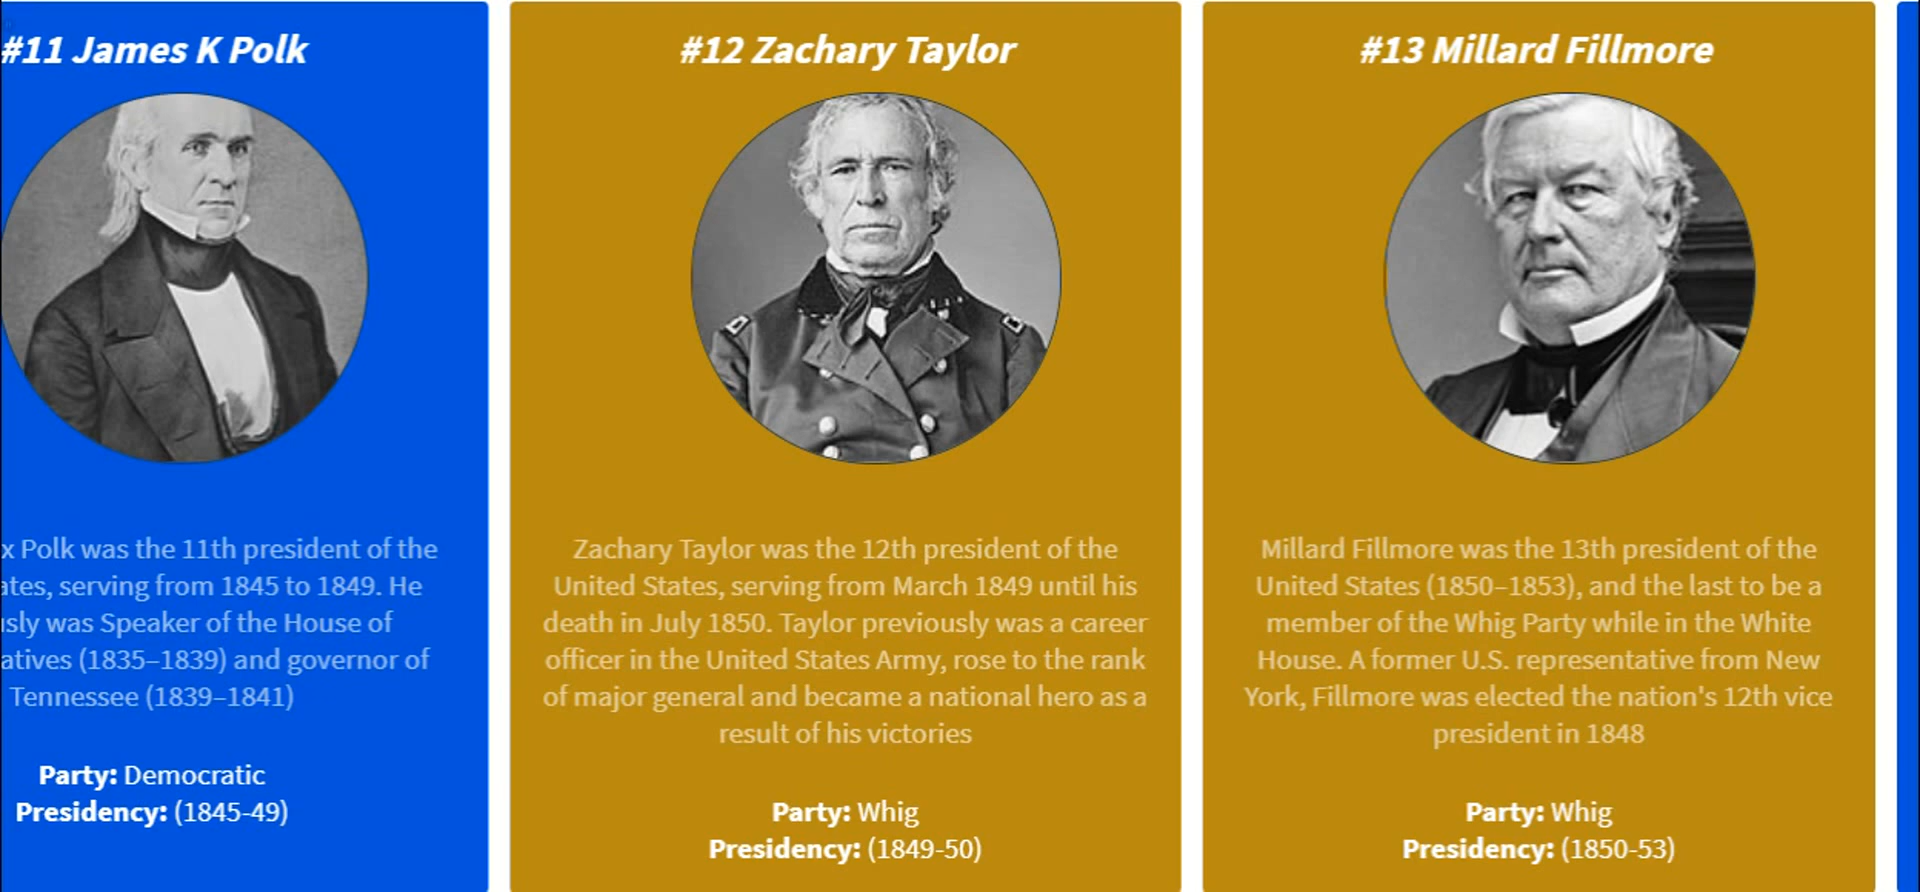 #11 James K Polk
x Polk was the 11th president of the
ates, serving from 1845 to 1849. He
usly was Speaker of the House of
atives (1835–1839) and governor of
Tennessee (1839–1841)
Party: Democratic
Presidency: (1845-49)
#12 Zachary Taylor
Zachary Taylor was the 12th president of the
United States, serving from March 1849 until his
death in July 1850. Taylor previously was a career
officer in the United States Army, rose to the rank
of major general and became a national hero as a
result of his victories
Party: Whig
Presidency: (1849-50)
#13 Millard Fillmore
Millard Fillmore was the 13th president of the
United States (1850–1853), and the last to be a
member of the Whig Party while in the White
House. A former U.S. representative from New
York, Fillmore was elected the nation's 12th vice
president in 1848
Party: Whig
Presidency: (1850-53)